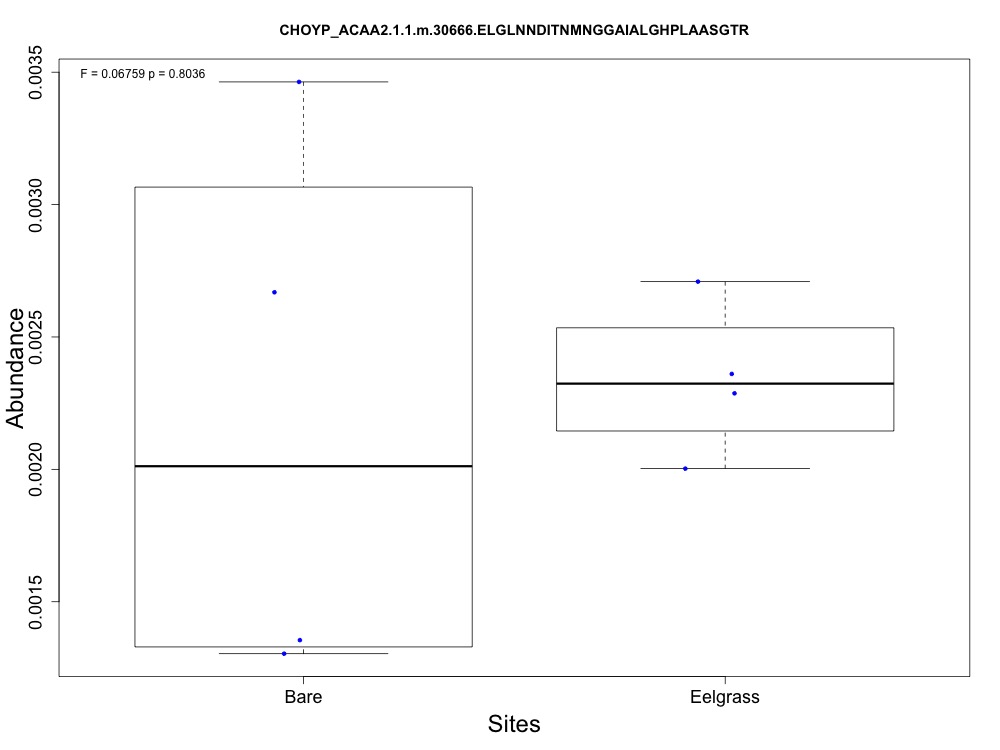 CHOYP_ACAA2.1.1.m.30666.ELGLNNDITNMNGGAIALGHPLAASGTR
F = 0.06759 p = 0.8036
0.0035
0.0030
0.0025
0.0020
0.0015
Abundance
Bare
Eelgrass
Sites